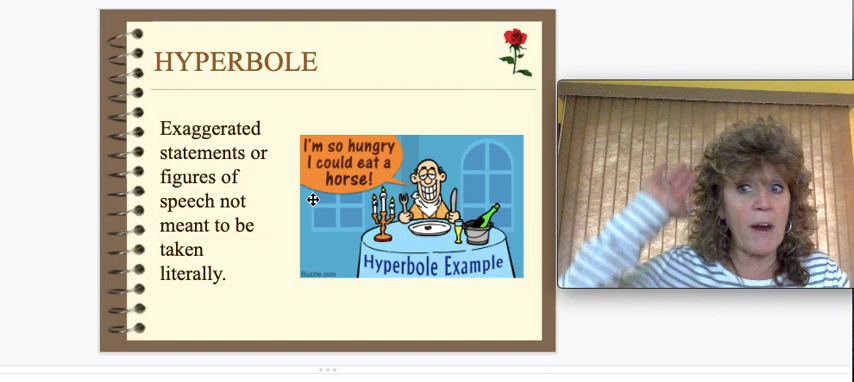 HYPERBOLE
Exaggerated
statements or
figures of
speech not
meant to be
taken
literally.
I'm so hungry
I could eat a
horse!
Hyperbole Example
Buzzle.com